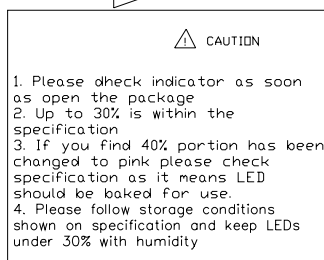 CAUTION
1. Please dheck indicator as soon
as open the package
2. Up to 30% is within the
specification
3. If you find 40% portion has been
changed to pink please check
specification as it means LED
should be baked for use.
4. Please follow storage conditions
shown on specification and keep LEDs
under 30% with humidity